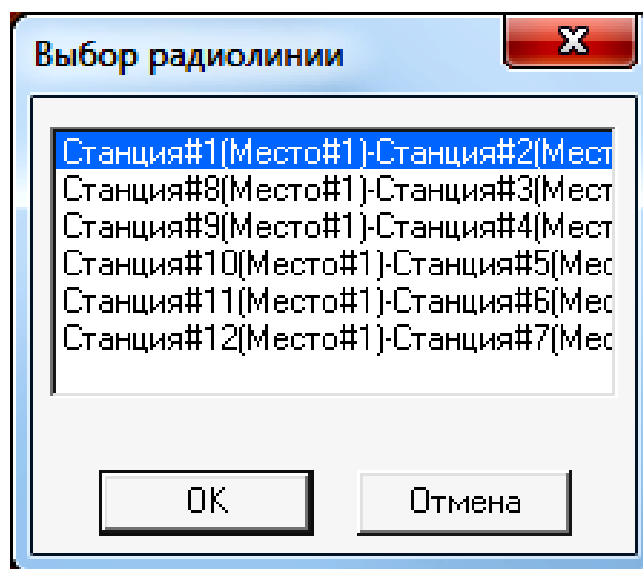 Выбор радиолинии
Станция#1(Место#1)-Станция#2(Мест
Станция#8(Место#1)-Станция#3(Мест
Станция#9(Место#1)-Станция#4(Мест
Станция#10(Место#1)-Станция#5(Мес
Станция#11(Место#1)-Станция#6(Мес
Станция#12(Место#1)-Станция#7(Мес
OK Отмена